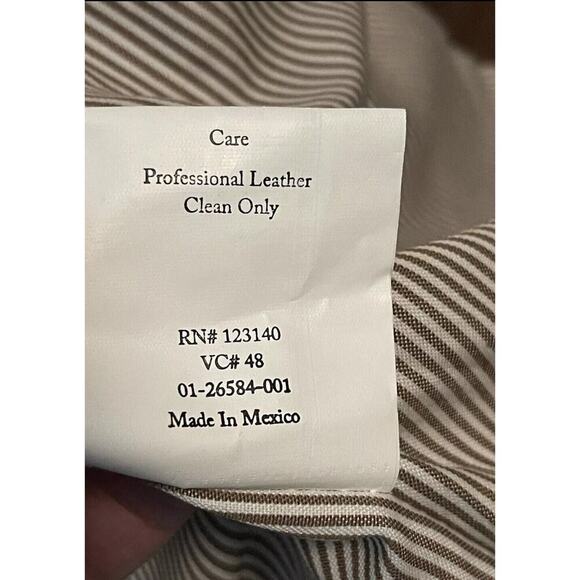 Care
Professional Leather
Clean Only
RN# 123140
VC# 48
01-26584-001
Made In Mexico